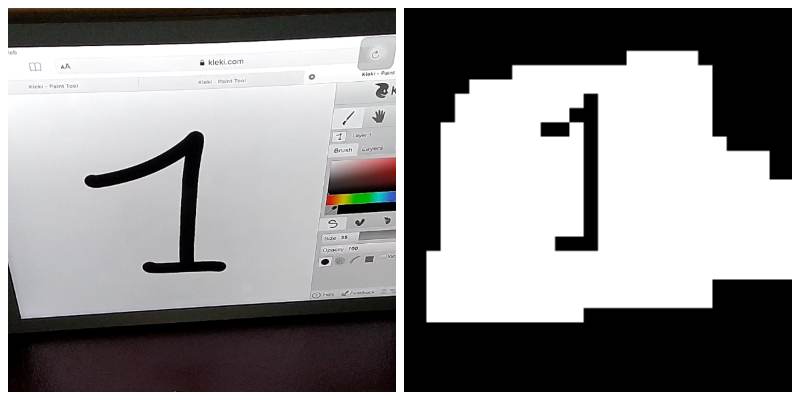 AA kleki.com
Kleki - Paint Tool Kleki - Paint Tool Kleki - Paint
K
1 Layer 1
Brush Layers
1
Size 35
Opacity 100
Help Feedback
1